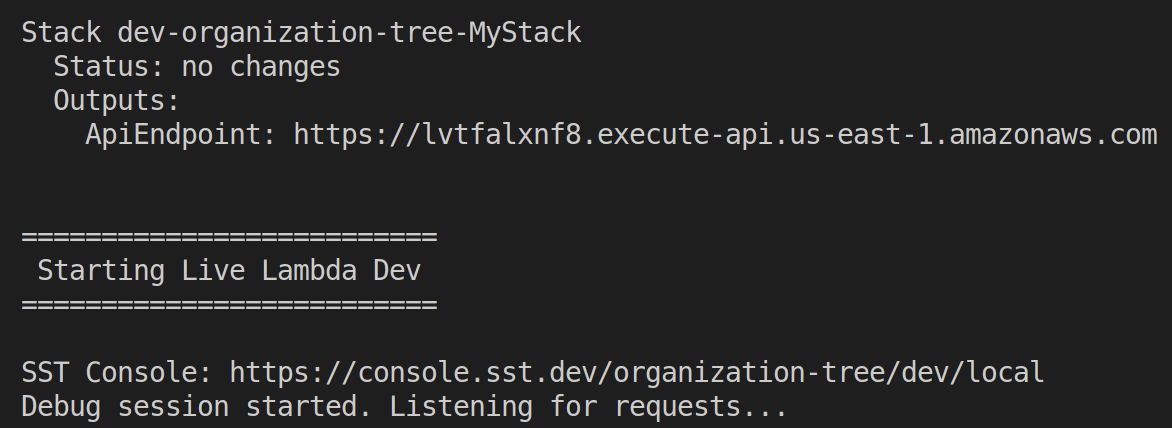 Stack dev-organization-tree-MyStack
  Status: no changes
  Outputs:
    ApiEndpoint: https://lvtfalxnf8.execute-api.us-east-1.amazonaws.com
==========================
 Starting Live Lambda Dev
==========================
SST Console: https://console.sst.dev/organization-tree/dev/local
Debug session started. Listening for requests...